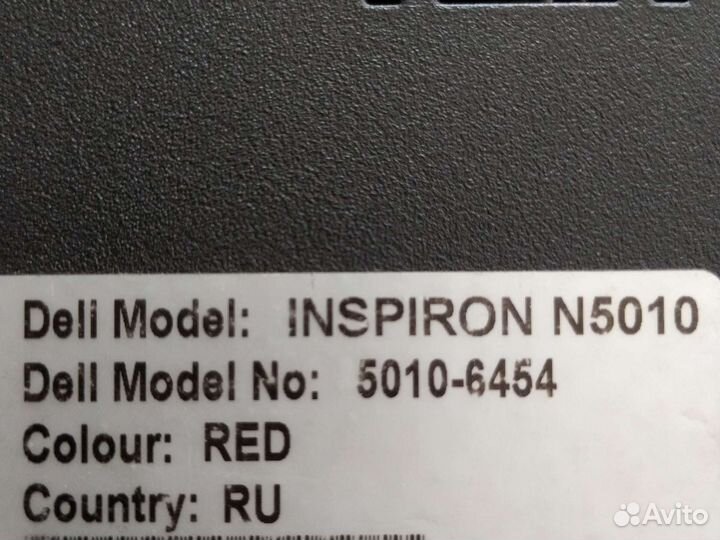 Dell Model: INSPIRON N5010
Dell Model No: 5010-6454
Colour: RED
Country: RU
Avito